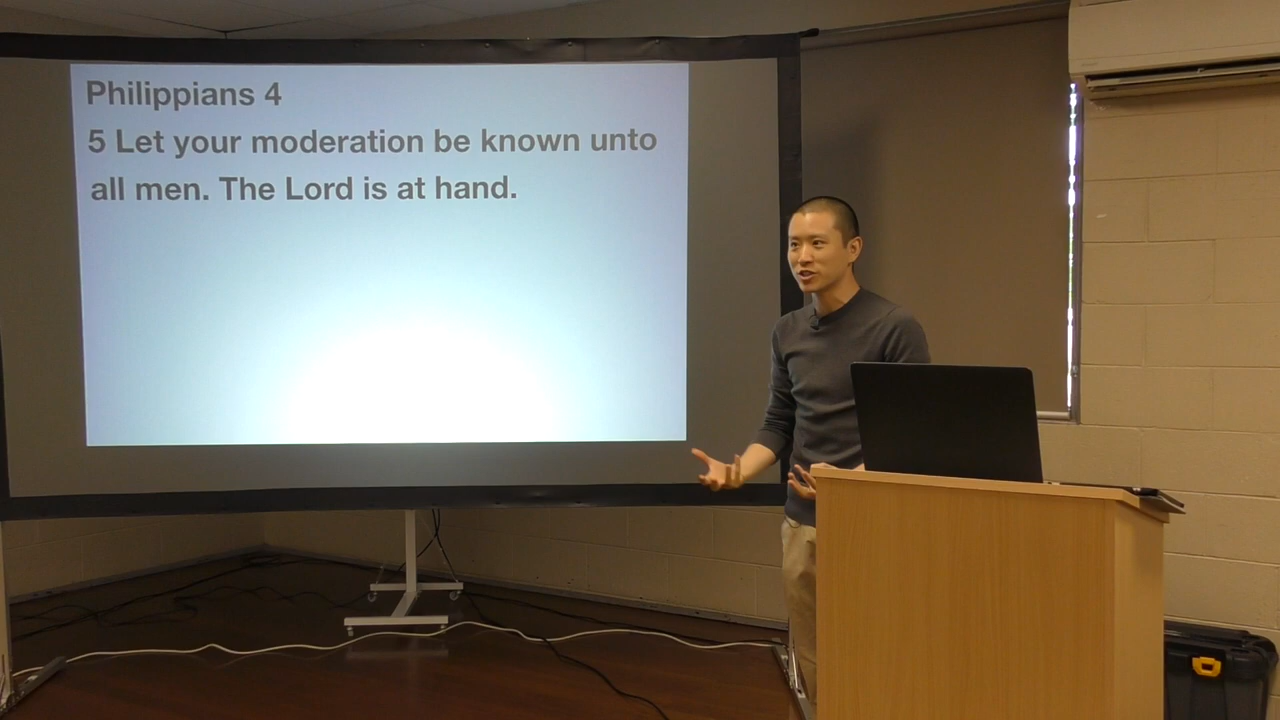 Philippians 4
5 Let your moderation be known unto
all men. The Lord is at hand.